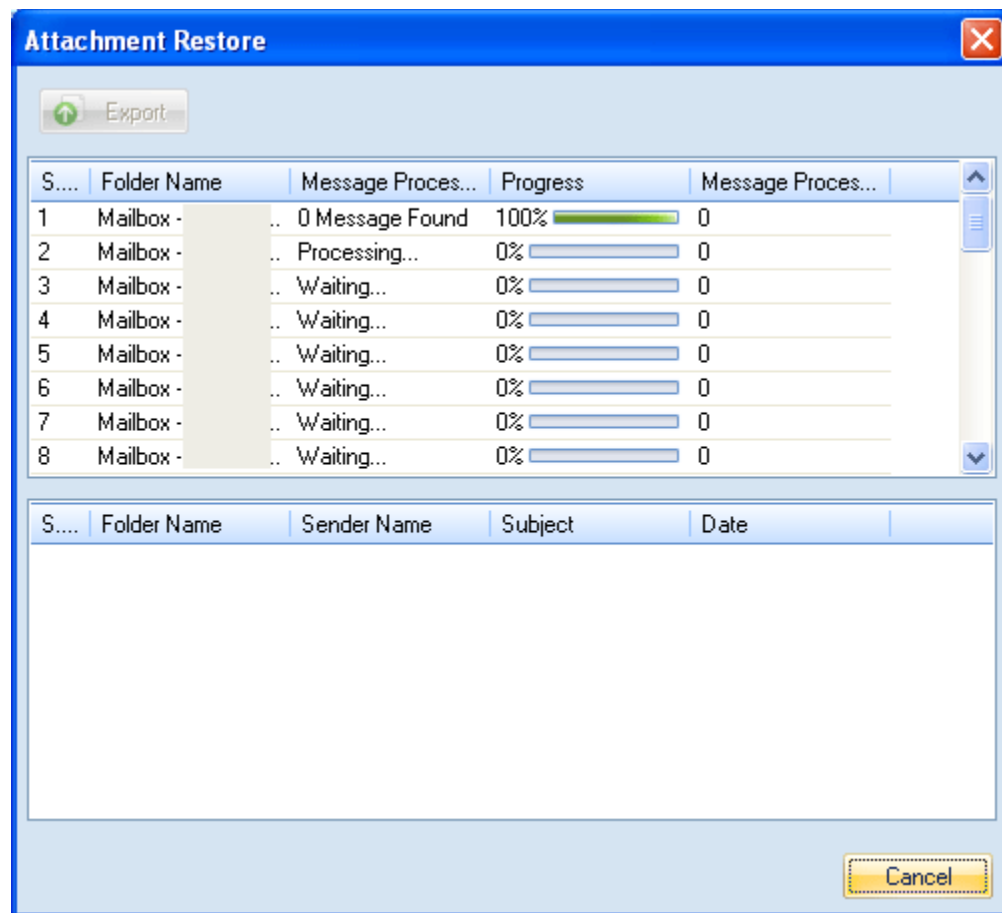 Attachment Restore
Export
S.... Folder Name Message Proces... Progress Message Proces...
1 Mailbox - .. 0 Message Found 100% 0
2 Mailbox - .. Processing... 0% 0
3 Mailbox - .. Waiting... 0% 0
4 Mailbox - .. Waiting... 0% 0
5 Mailbox - .. Waiting... 0% 0
6 Mailbox - .. Waiting... 0% 0
7 Mailbox - .. Waiting... 0% 0
8 Mailbox - .. Waiting... 0% 0
S.... Folder Name Sender Name Subject Date
Cancel